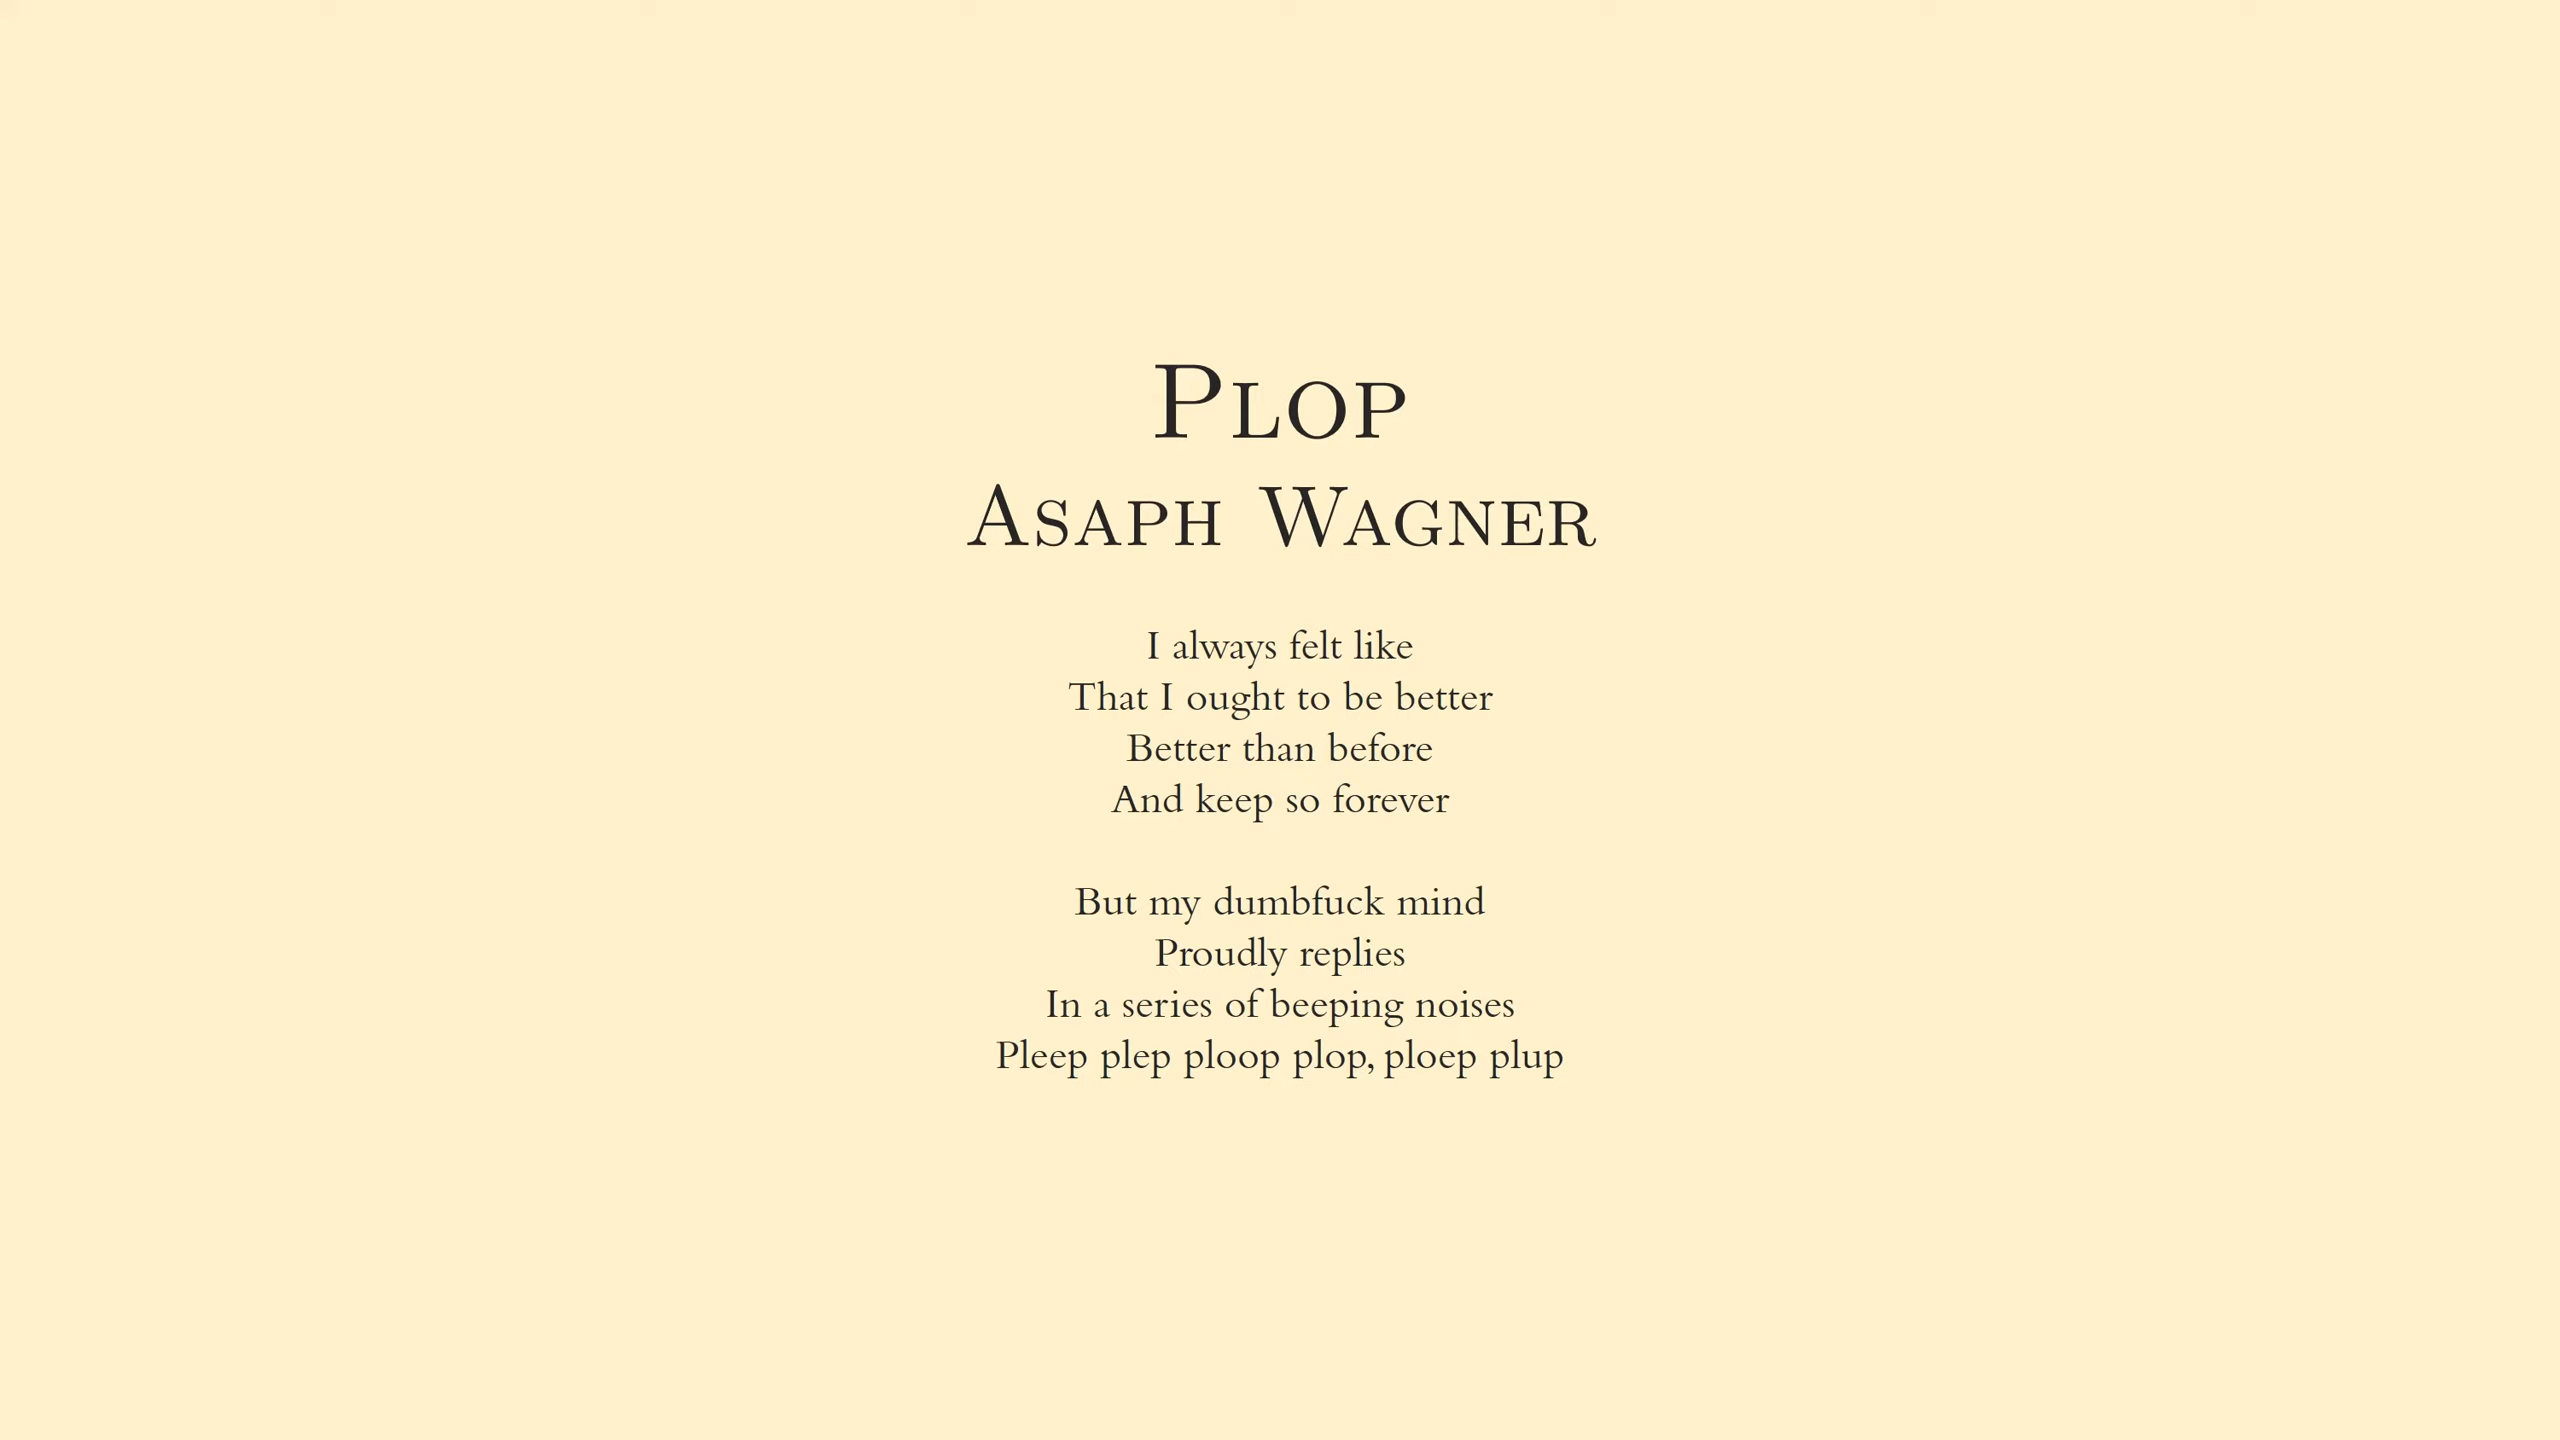 Plop
Asaph Wagner
I always felt like
That I ought to be better
Better than before
And keep so forever
But my dumbfuck mind
Proudly replies
In a series of beeping noises
Pleep plep ploop plop, ploep plup